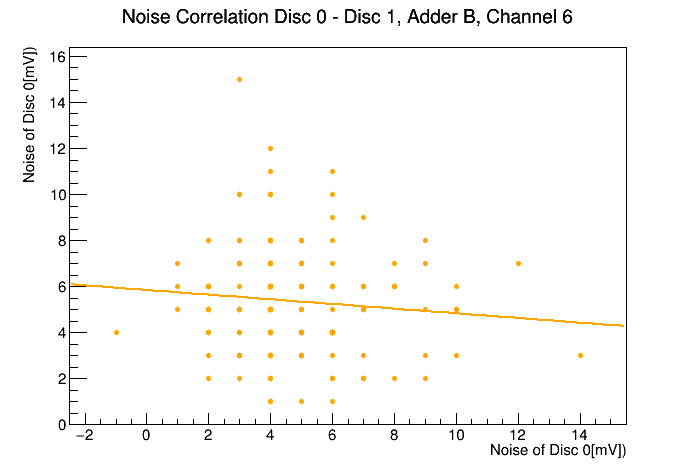 Noise Correlation Disc 0 - Disc 1, Adder B, Channel 6
Noise of Disc 0[mV])
16
14
12
10
8
6
4
2
0
−2 0 2 4 6 8 10 12 14
Noise of Disc 0[mV])